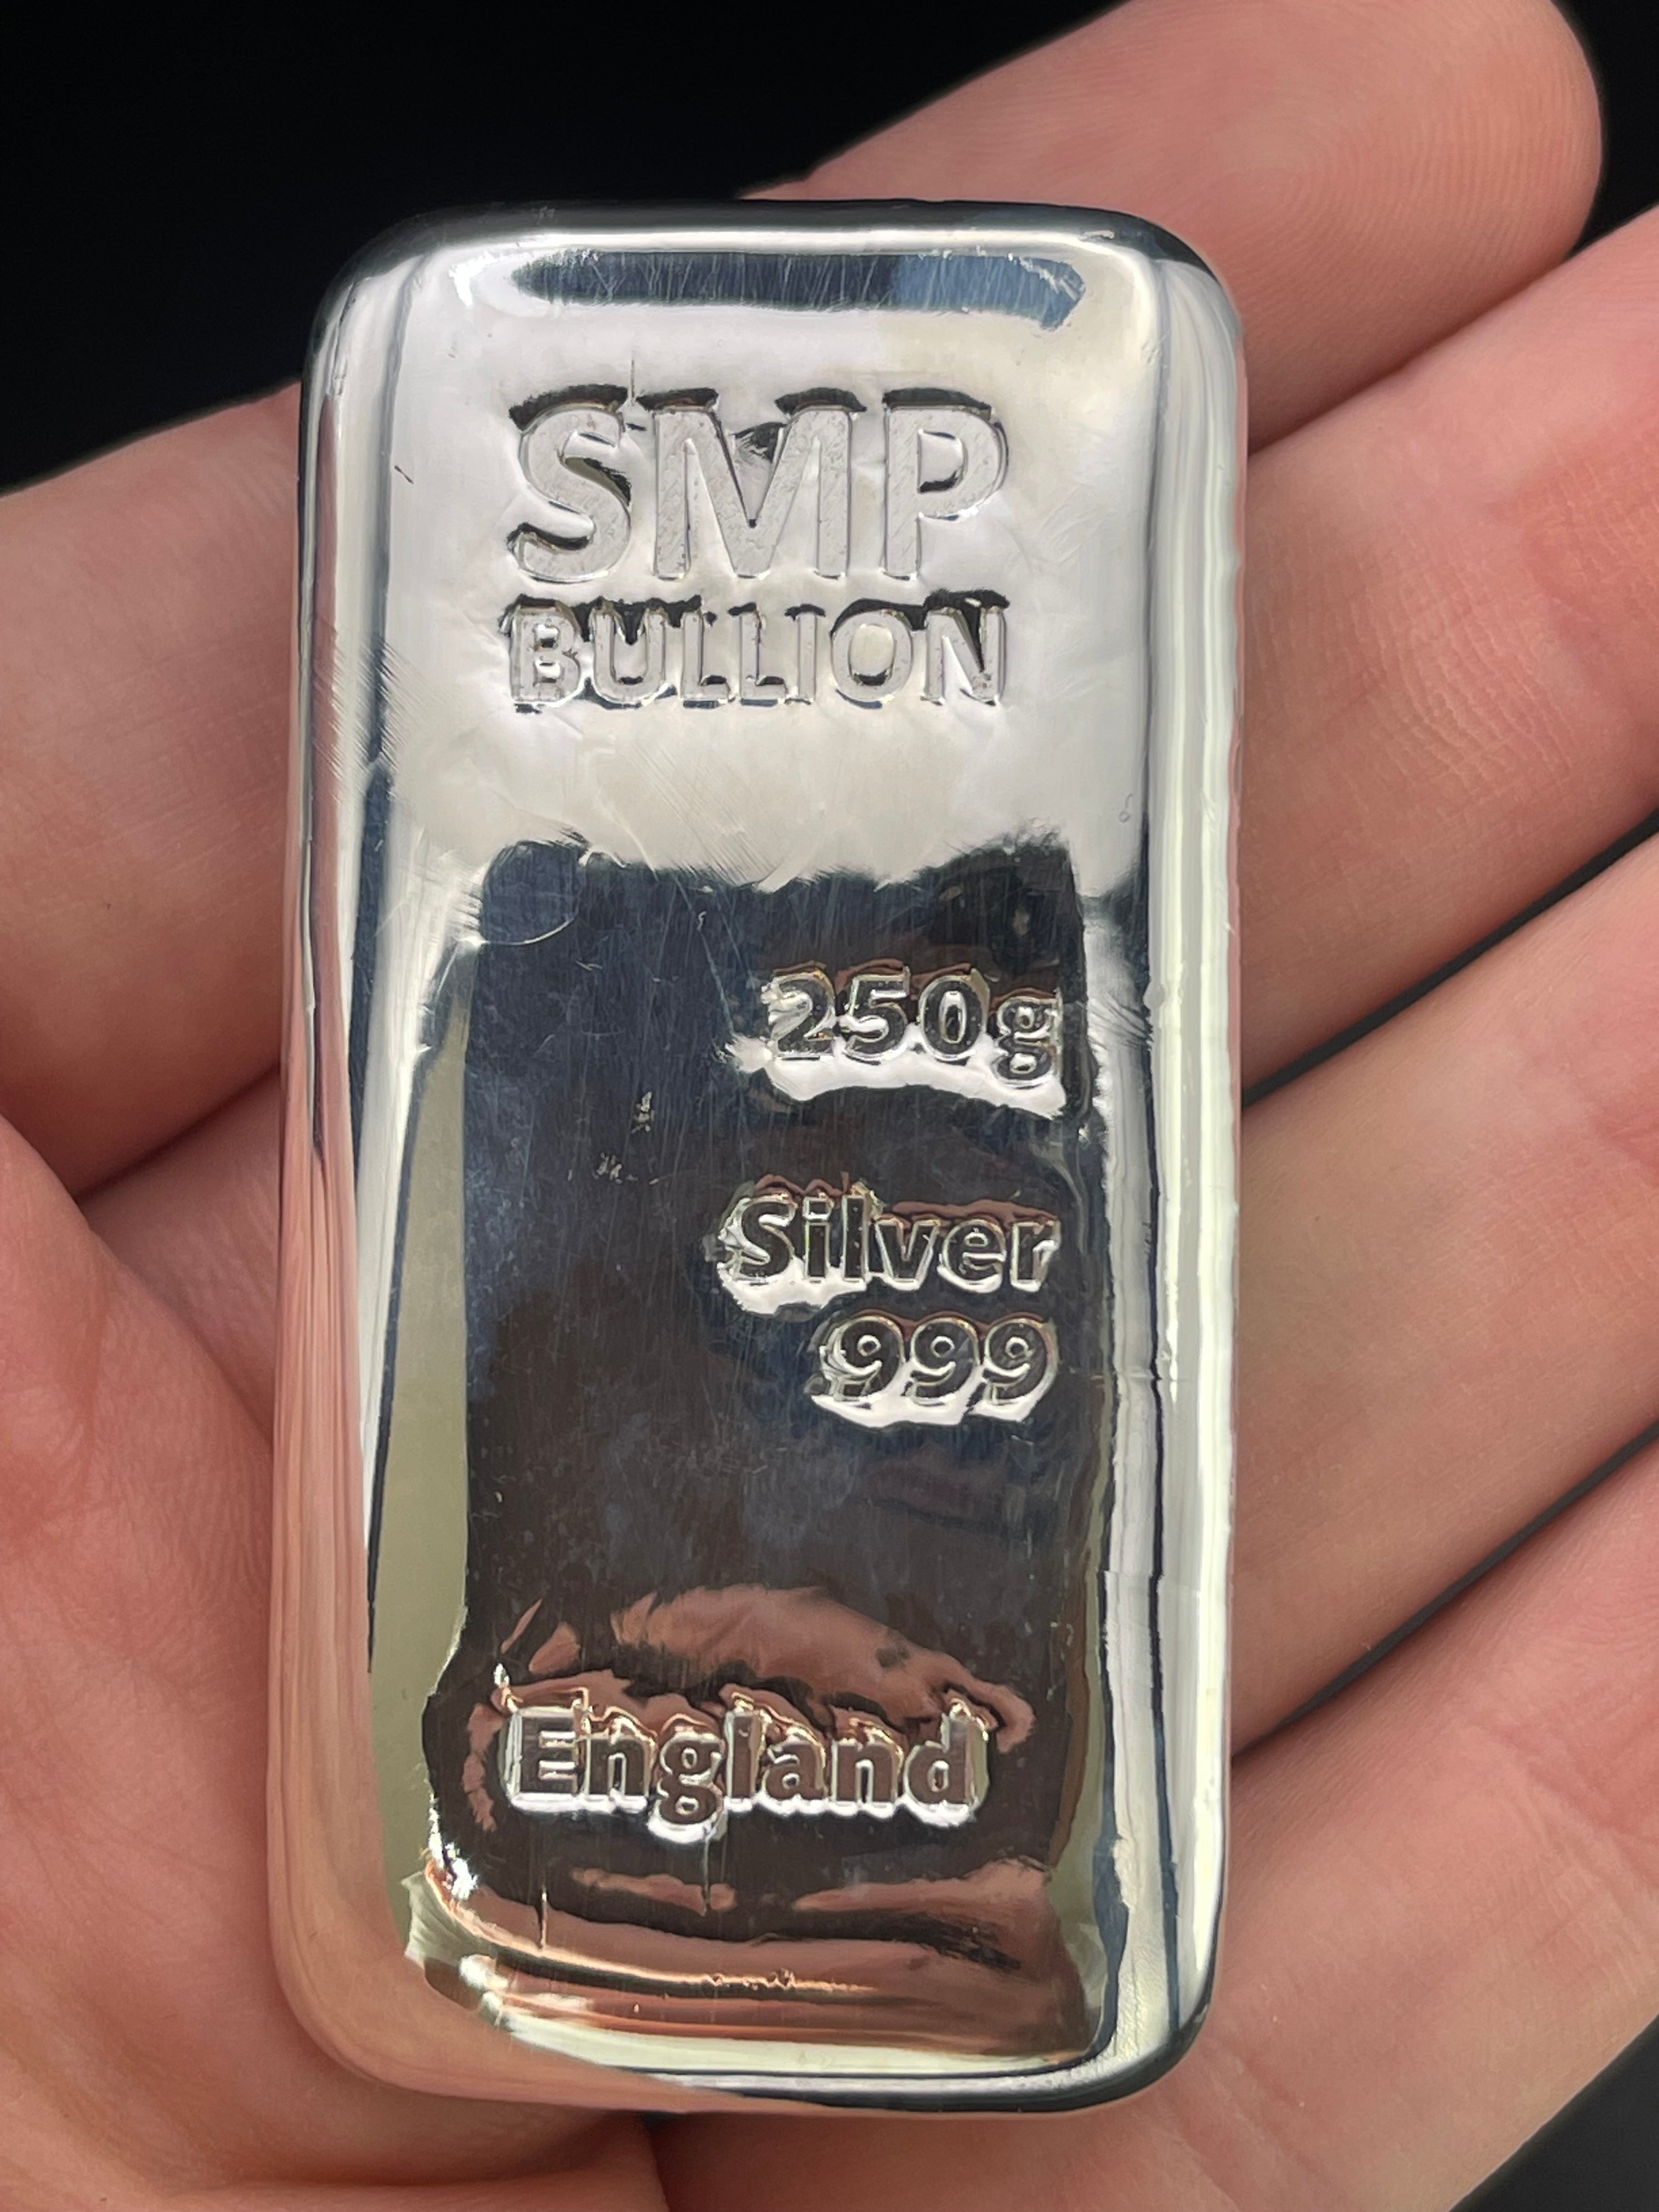 SMP
BULLION
250g
Silver
999
England